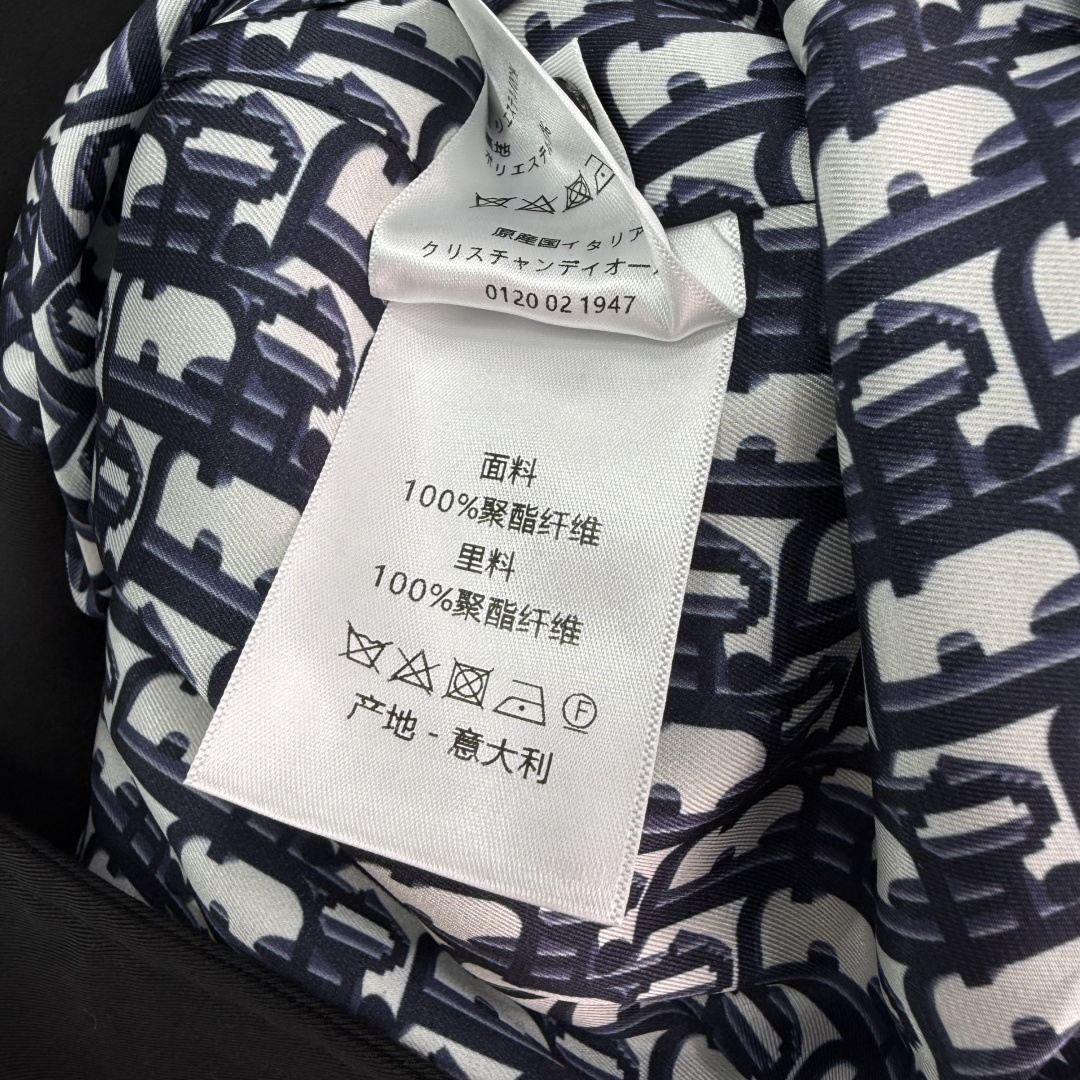 原産国イタリア
クリスチャンディオー
0120 02 1947
面料
100%聚酯纤维
里料
100%聚酯纤维
F
产地 - 意大利